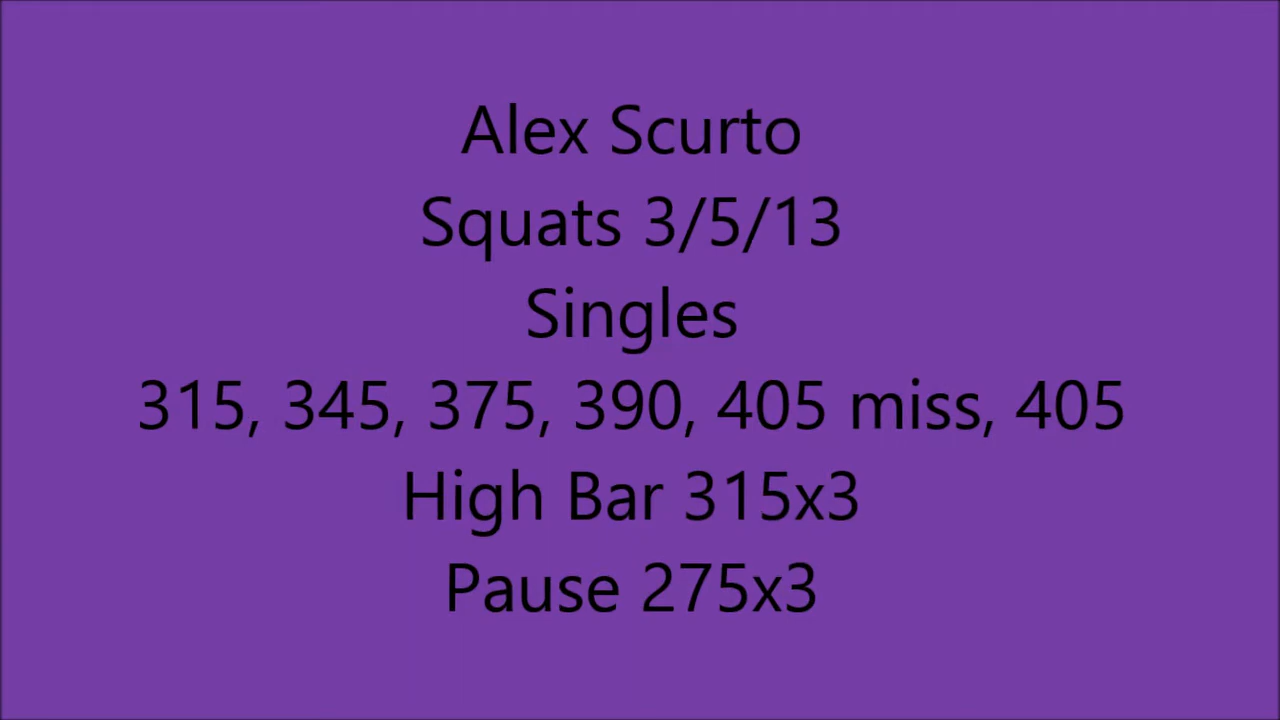 Alex Scurto
Squats 3/5/13
Singles
315, 345, 375, 390, 405 miss, 405
High Bar 315x3
Pause 275x3